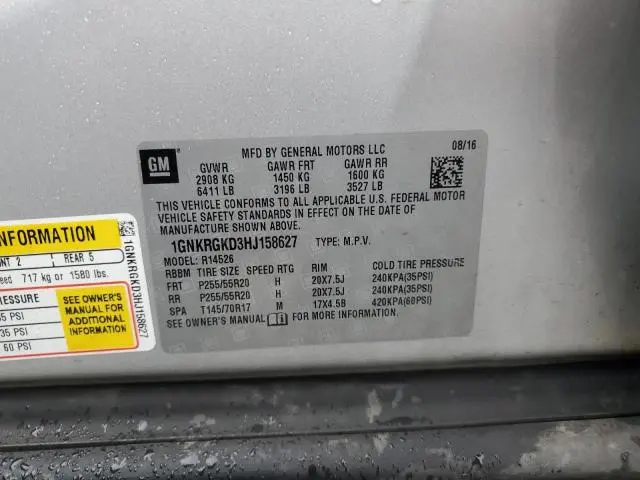 GM
MFD BY GENERAL MOTORS LLC
08/16
GVWR GAWR FRT GAWR RR
2908 KG 1450 KG 1600 KG
6411 LB 3196 LB 3527 LB
THIS VEHICLE CONFORMS TO ALL APPLICABLE U.S. FEDERAL MOTOR
VEHICLE SAFETY STANDARDS IN EFFECT ON THE DATE OF
MANUFACTURE SHOWN ABOVE.
1GNKRGKD3HJ158627 TYPE: M.P.V.
MODEL: R14526
RBBM TIRE SIZE SPEED RTG RIM COLD TIRE PRESSURE
FRT P255/55R20 H 20X7.5J 240KPA(35PSI)
RR P255/55R20 H 20X7.5J 240KPA(35PSI)
SPA T145/70R17 M 17X4.5B 420KPA(60PSI)
SEE OWNER'S MANUAL FOR MORE INFORMATION.
INFORMATION
NT 2 REAR 5
717 kg or 1580 lbs.
RESSURE
5 PSI
35 PSI
60 PSI
SEE OWNER'S
MANUAL FOR
ADDITIONAL
INFORMATION
1GNKRGKD3HJ158627